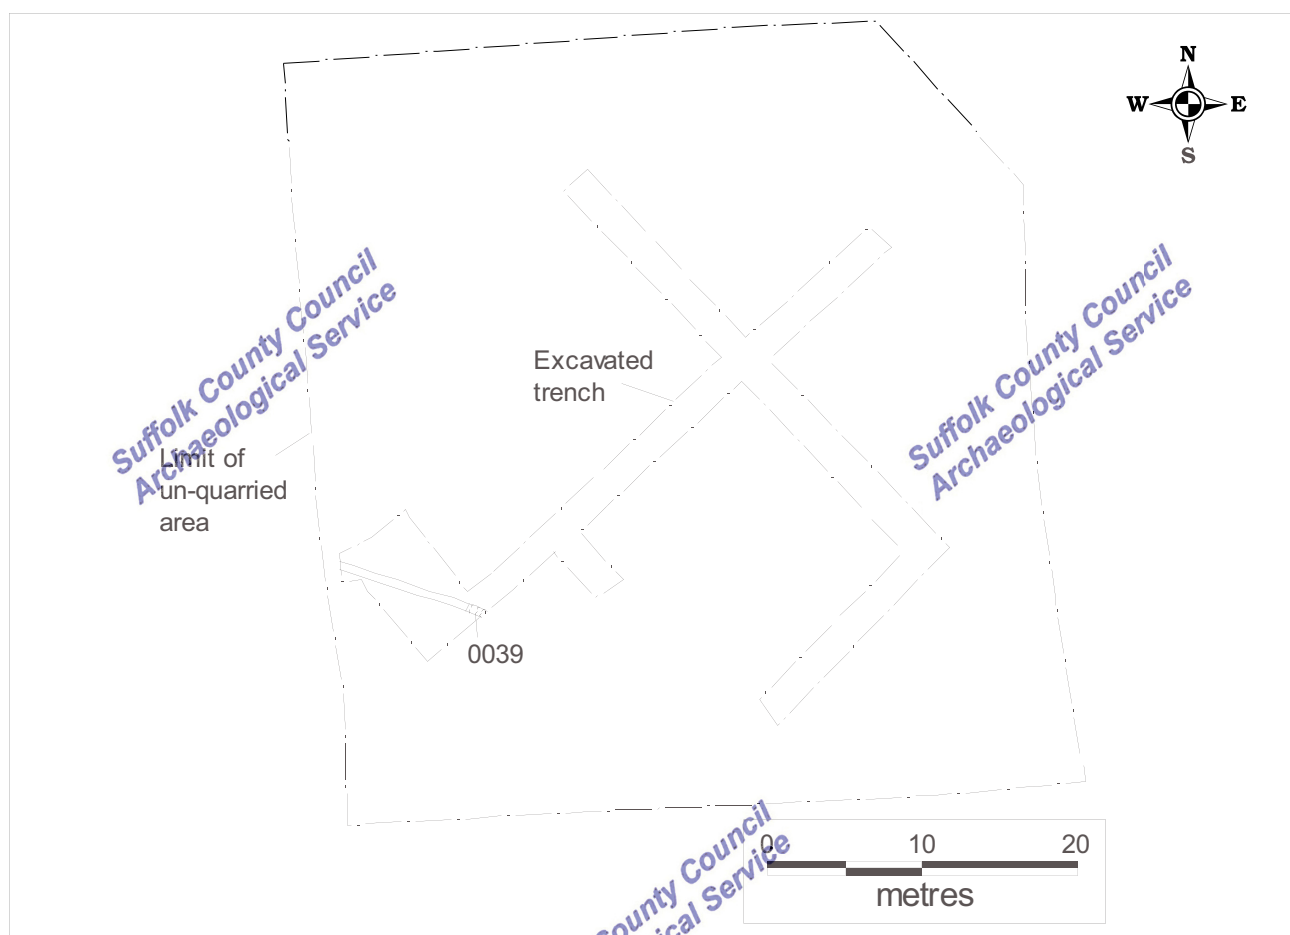 N
W E
S
Suffolk County Council
Archaeological Service
Suffolk County Council
Archaeological Service
Excavated
trench
Limit of
un-quarried
area
0039
County Council
Service
0 10 20
metres